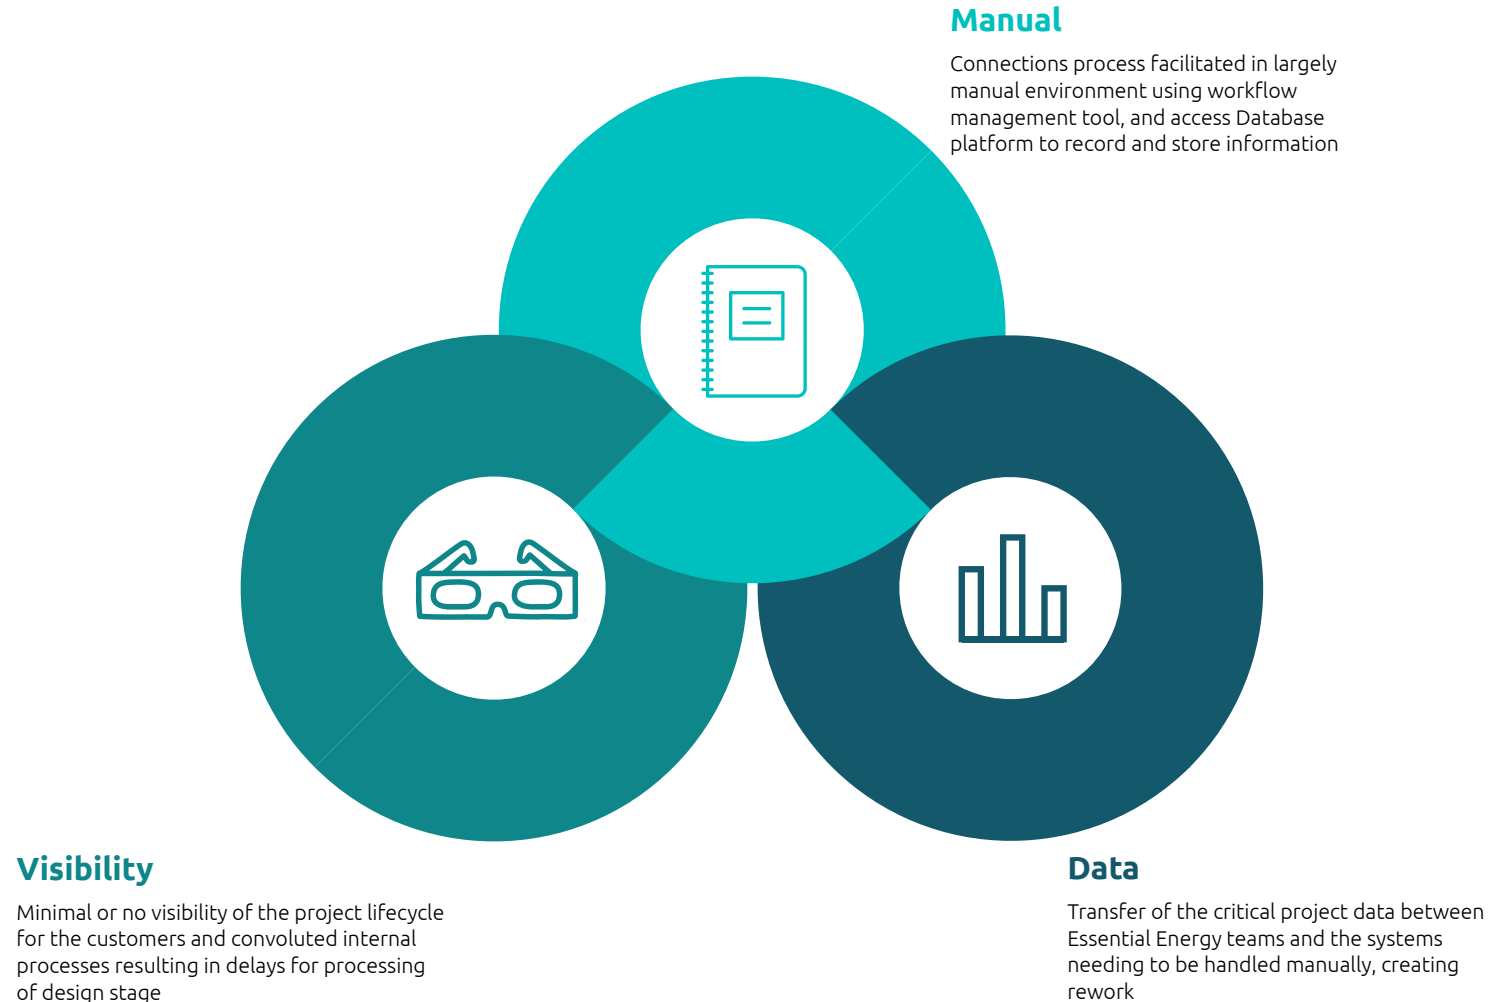 Manual
Connections process facilitated in largely
manual environment using workflow
management tool, and access Database
platform to record and store information
Visibility
Minimal or no visibility of the project lifecycle
for the customers and convoluted internal
processes resulting in delays for processing
of design stage
Data
Transfer of the critical project data between
Essential Energy teams and the systems
needing to be handled manually, creating
rework